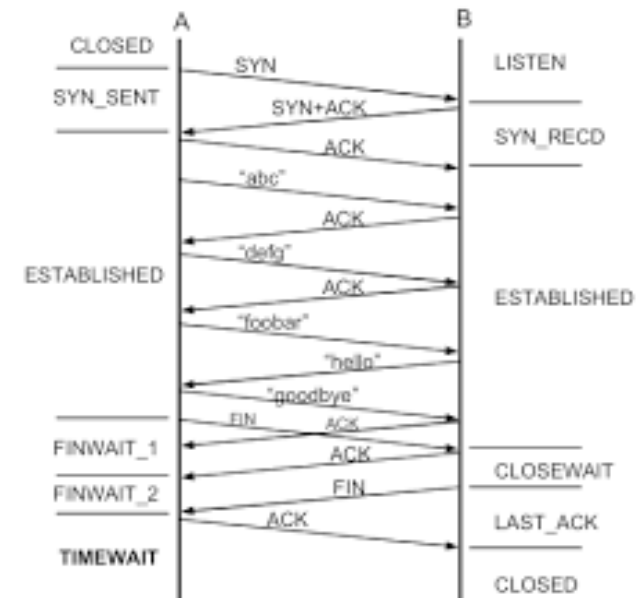 A B
CLOSED
LISTEN
SYN
SYN_SENT
SYN+ACK
SYN_RECD
ACK
"abc"
ACK
"defg"
ESTABLISHED
ACK
ESTABLISHED
"foobar"
"hello"
"goodbye"
FIN
ACK
FINWAIT_1
ACK
CLOSEWAIT
FINWAIT_2
FIN
ACK
LAST_ACK
TIMEWAIT
CLOSED